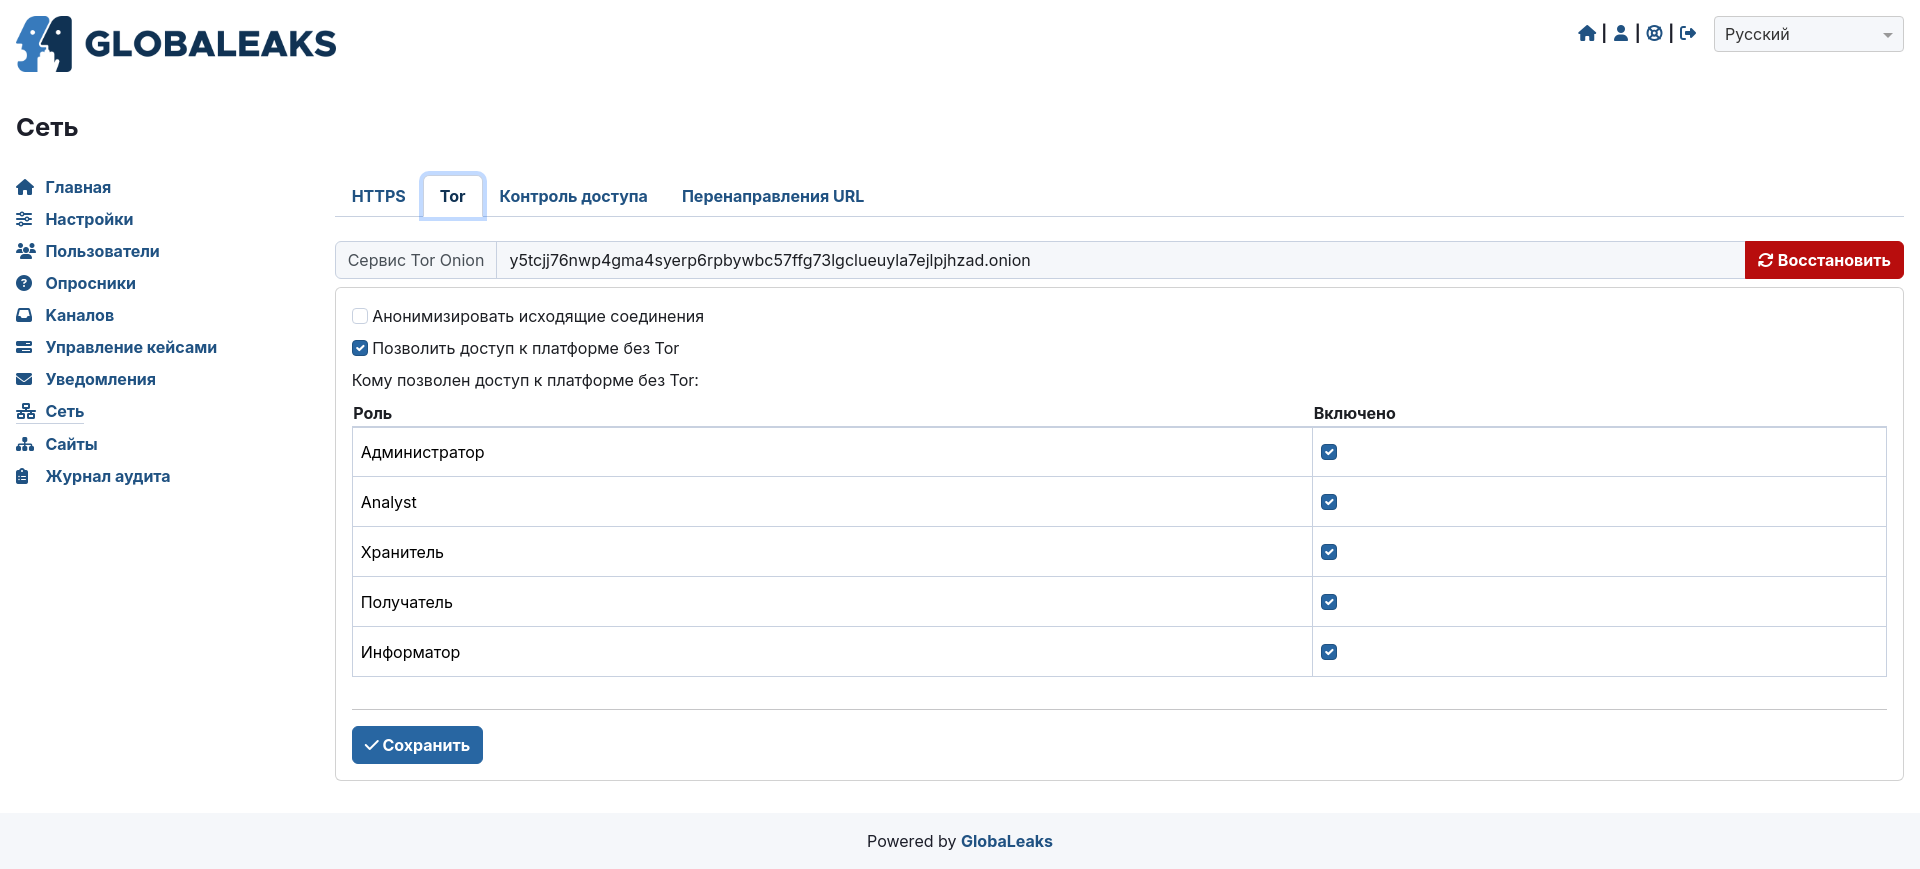 GLOBALEAKS
Русский
Сеть
Главная
Настройки
Пользователи
Опросники
Каналов
Управление кейсами
Уведомления
Сеть
Сайты
Журнал аудита
HTTPS Tor Контроль доступа Перенаправления URL
Сервис Tor Onion y5tcjj76nwp4gma4syerp6rpbywbc57ffg73lgclueuyla7ejlpjhzad.onion Восстановить
Анонимизировать исходящие соединения
Позволить доступ к платформе без Tor
Кому позволен доступ к платформе без Tor:
Роль Включено
Администратор
Analyst
Хранитель
Получатель
Информатор
Сохранить
Powered by GlobaLeaks